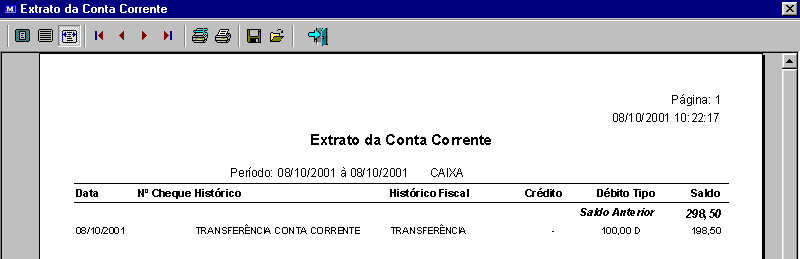 Extrato da Conta Corrente
Página: 1
08/10/2001 10:22:17
Extrato da Conta Corrente
Período: 08/10/2001 à 08/10/2001 CAIXA
Data Nº Cheque Histórico Histórico Fiscal Crédito Débito Tipo Saldo
Saldo Anterior 298,50
08/10/2001 TRANSFERÊNCIA CONTA CORRENTE TRANSFERÊNCIA - 100,00 D 198,50